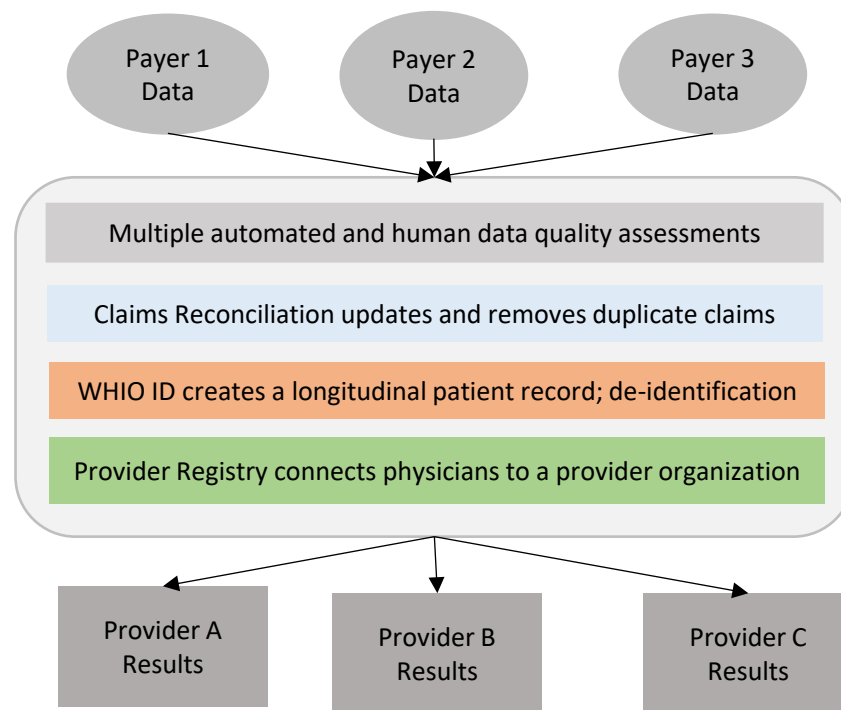 Payer 1
Data
Payer 2
Data
Payer 3
Data
Multiple automated and human data quality assessments
Claims Reconciliation updates and removes duplicate claims
WHIO ID creates a longitudinal patient record; de-identification
Provider Registry connects physicians to a provider organization
Provider A
Results
Provider B
Results
Provider C
Results